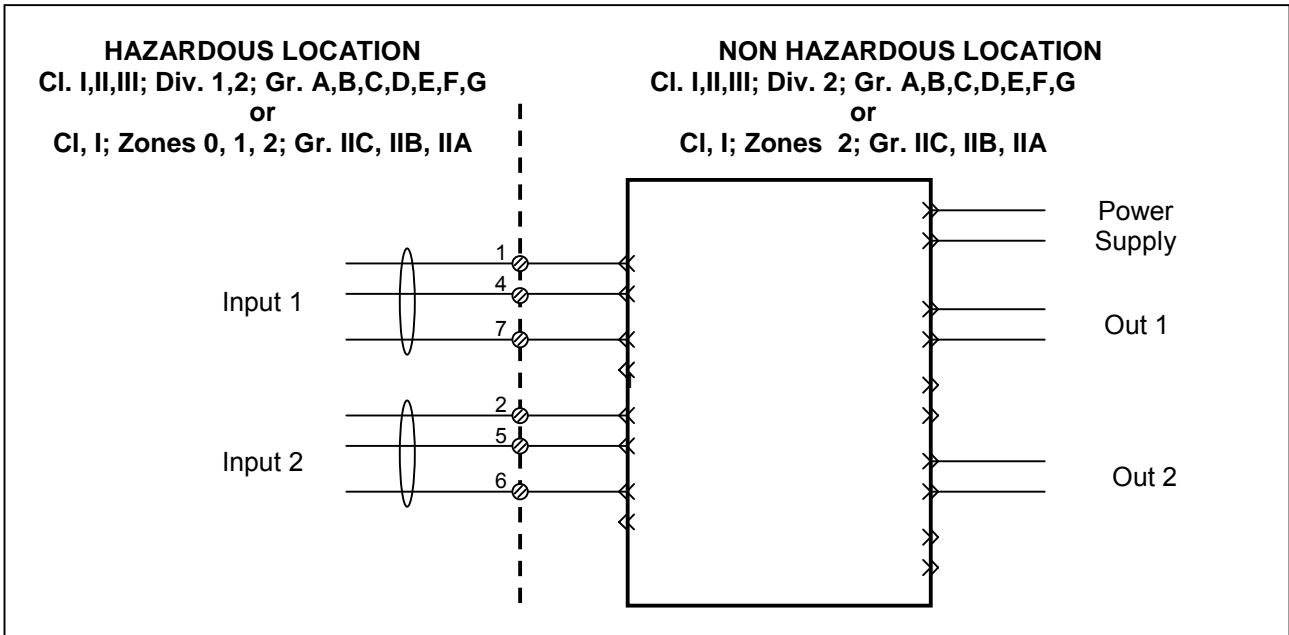 HAZARDOUS LOCATION
Cl. I,II,III; Div. 1,2; Gr. A,B,C,D,E,F,G
or
Cl, I; Zones 0, 1, 2; Gr. IIC, IIB, IIA
NON HAZARDOUS LOCATION
Cl. I,II,III; Div. 2; Gr. A,B,C,D,E,F,G
or
Cl, I; Zones 2; Gr. IIC, IIB, IIA
Input 1
1
4
7
Input 2
2
5
6
Power
Supply
Out 1
Out 2